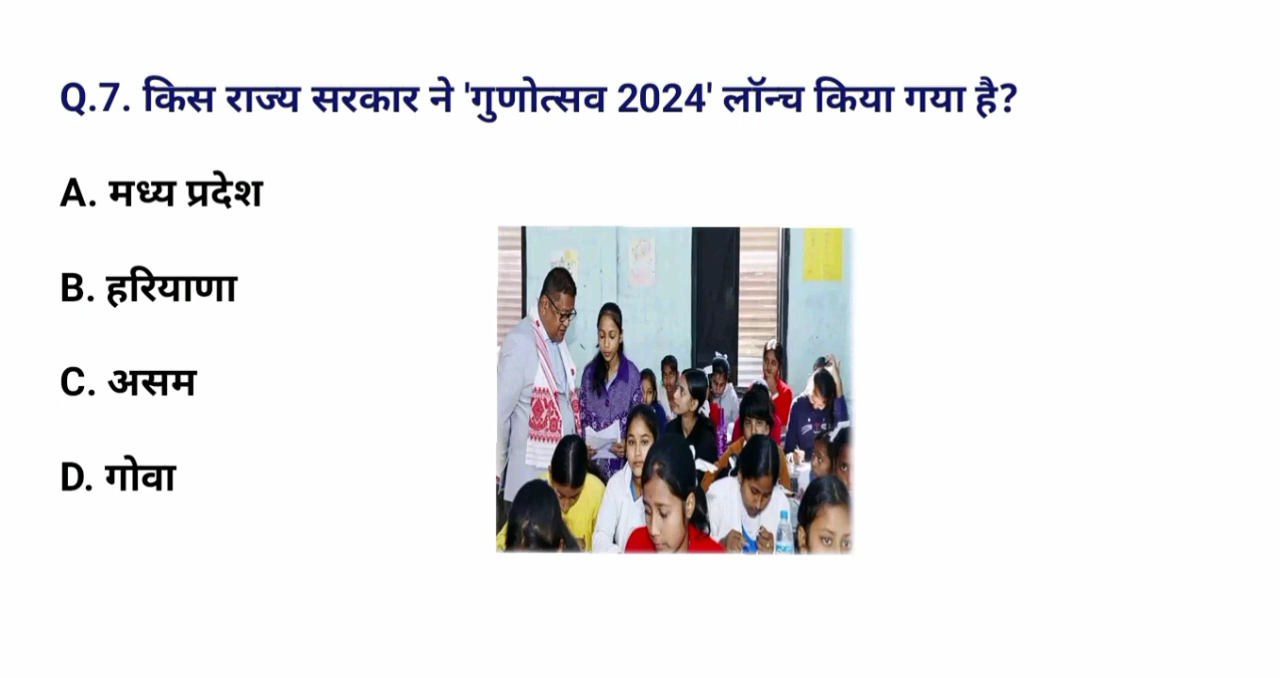 Q.7. किस राज्य सरकार ने 'गुणोत्सव 2024' लॉन्च किया गया है?
A. मध्य प्रदेश
B. हरियाणा
C. असम
D. गोवा